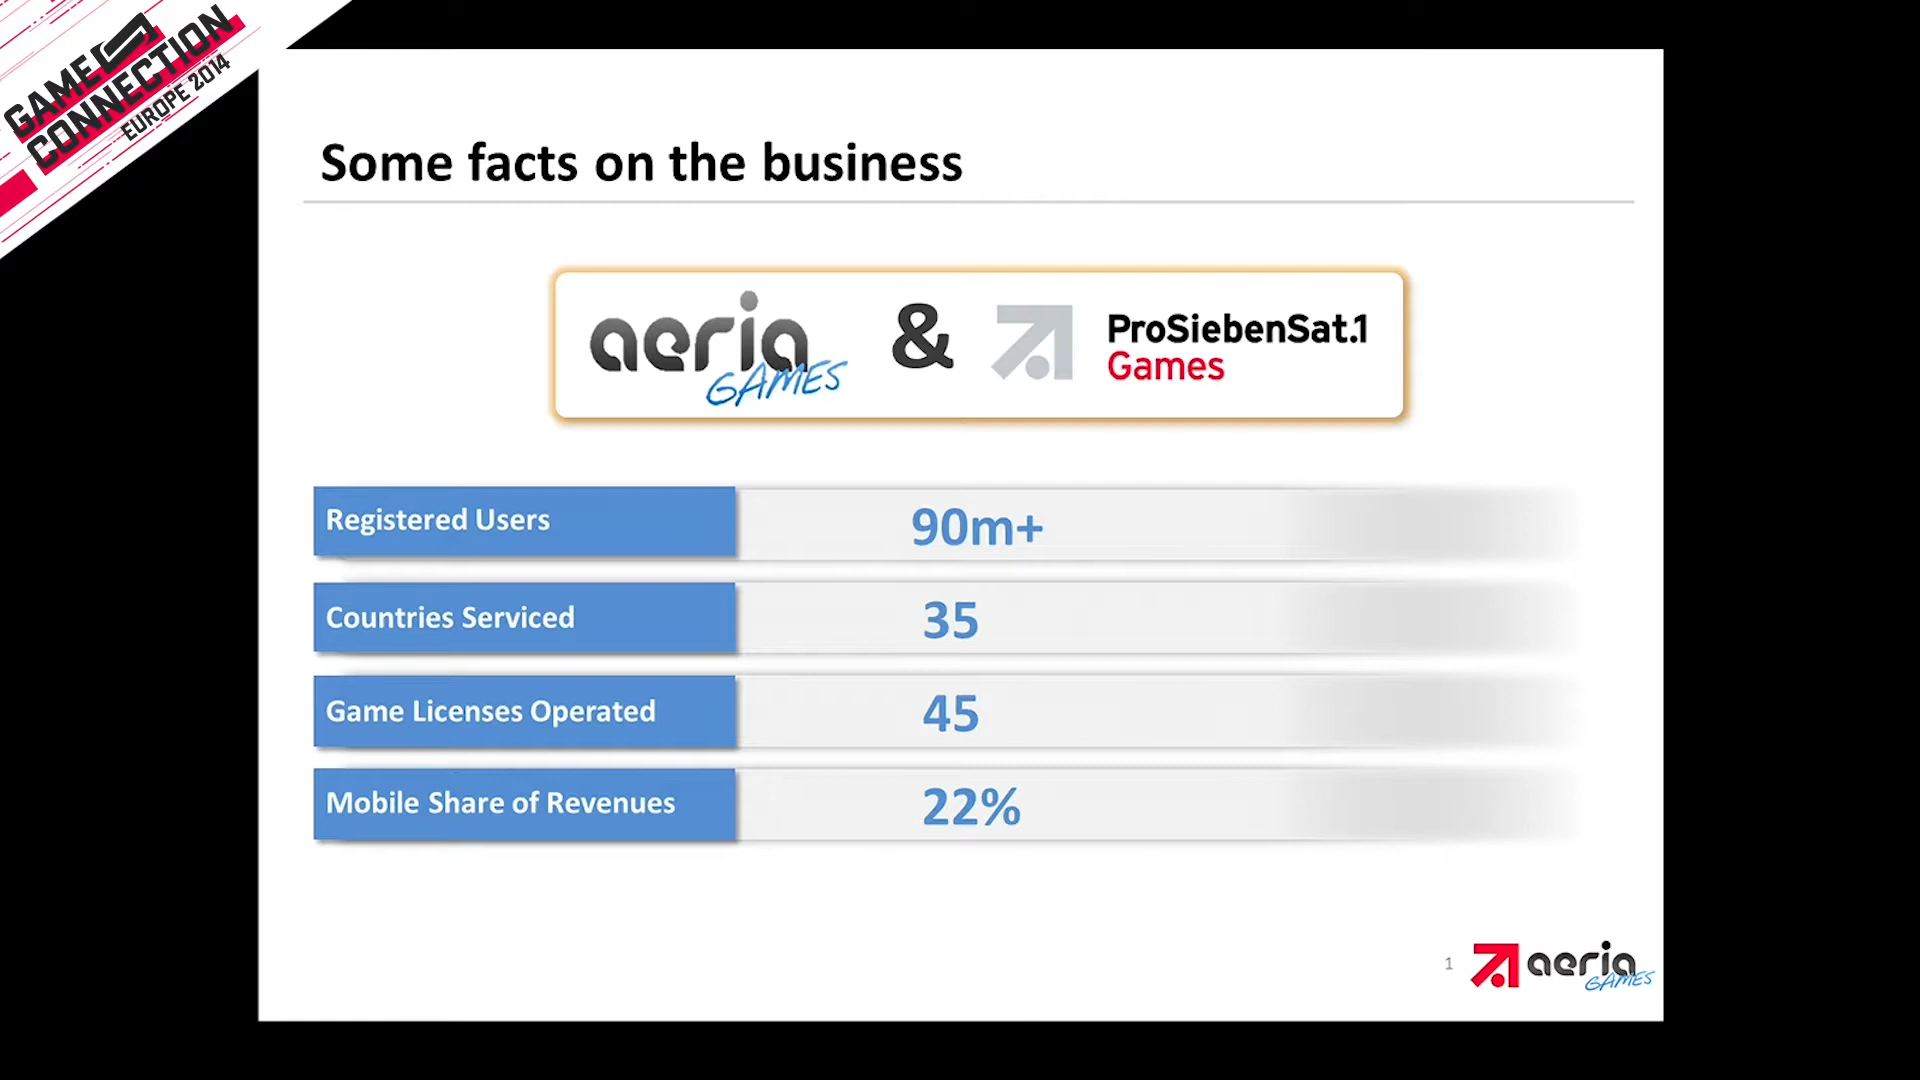 GAME
CONNECTION
EUROPE 2014
Some facts on the business
aeria
GAMES
&
ProSiebenSat.1
Games
Registered Users
90m+
Countries Serviced
35
Game Licenses Operated
45
Mobile Share of Revenues
22%
1
aeria
GAMES